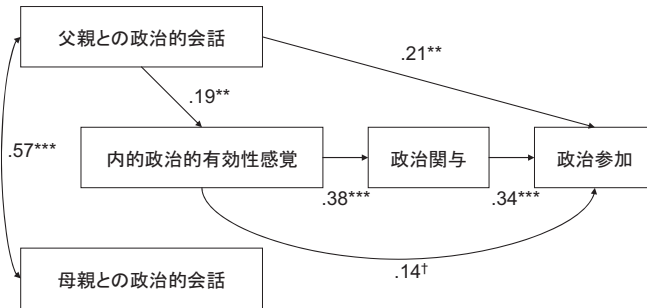 父親との政治的会話
.21**
.19**
.57***
内的政治的有効性感覚
政治関与
政治参加
.38***
.34***
.14†
母親との政治的会話